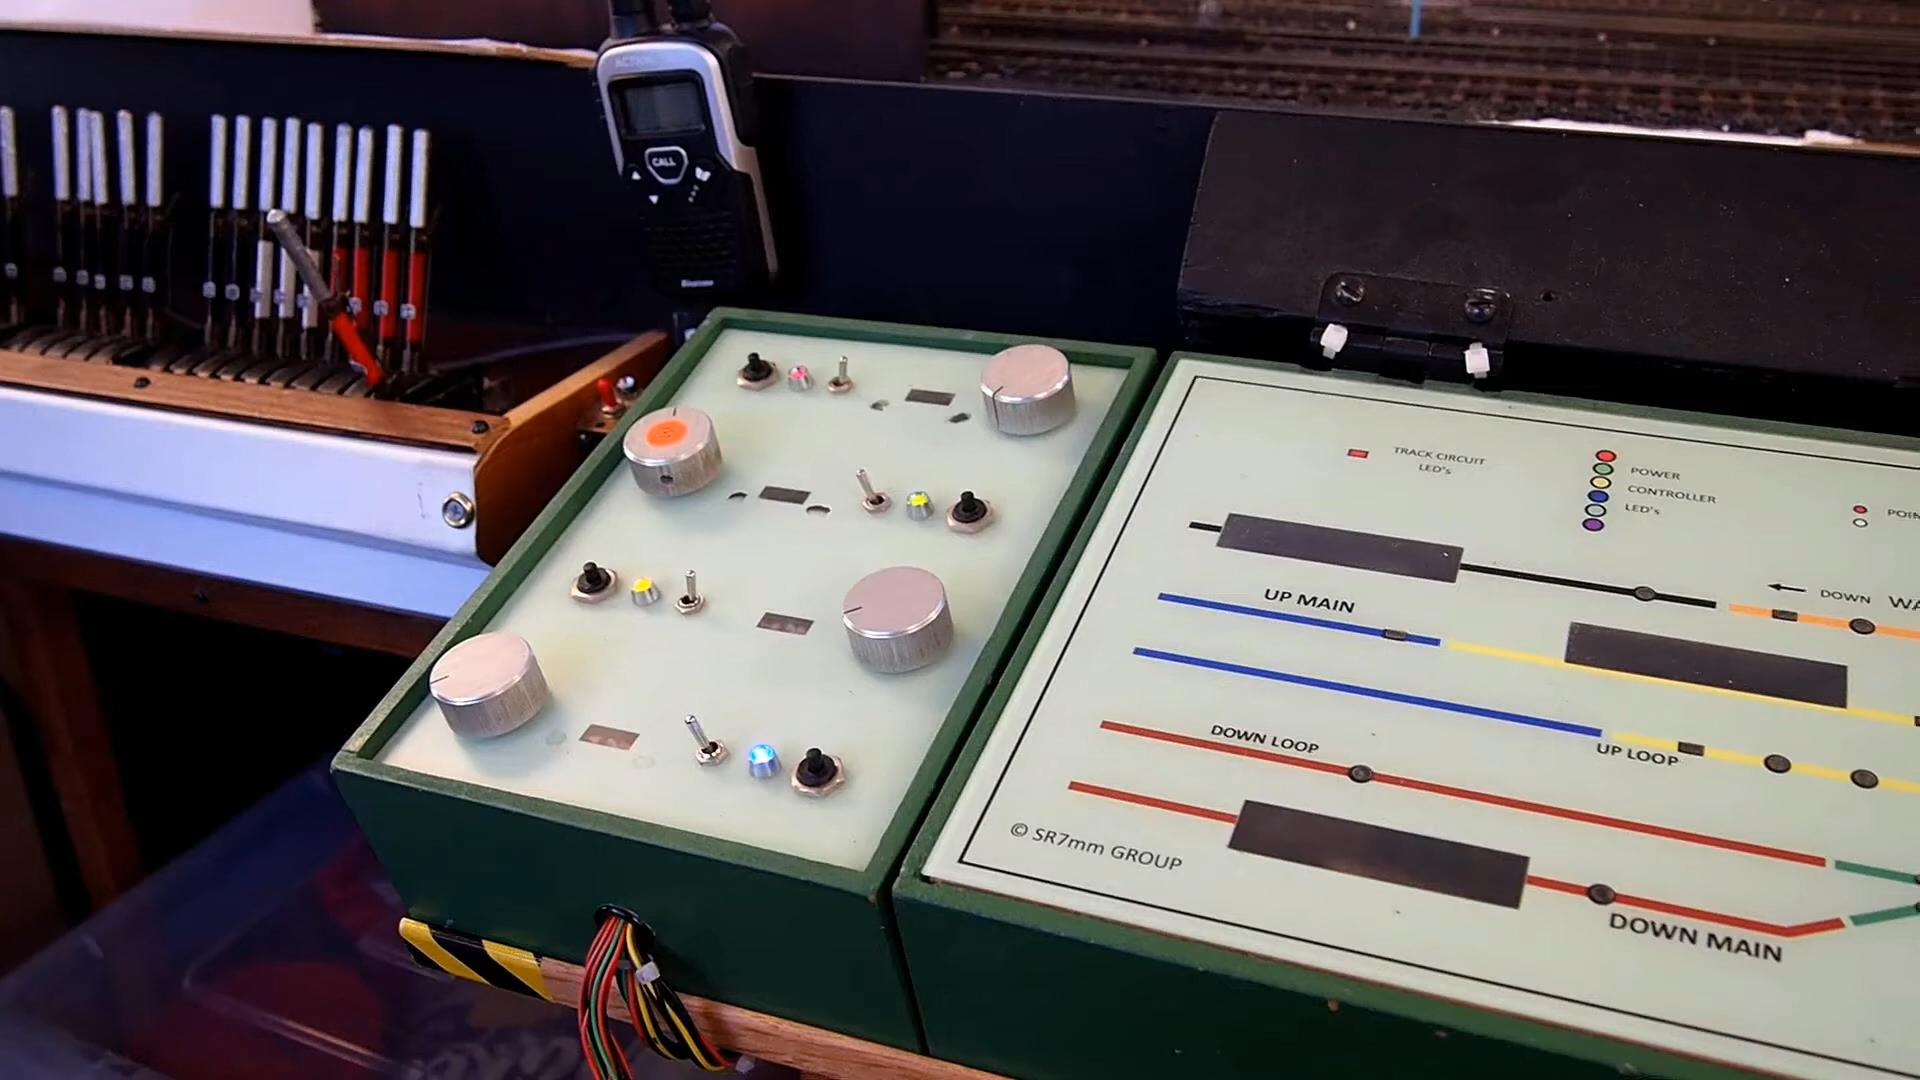 CALL
TRACK CIRCUIT
LED's
POWER
CONTROLLER
LED's
DOWN
UP MAIN
DOWN LOOP
UP LOOP
© SR7mm GROUP
DOWN MAIN